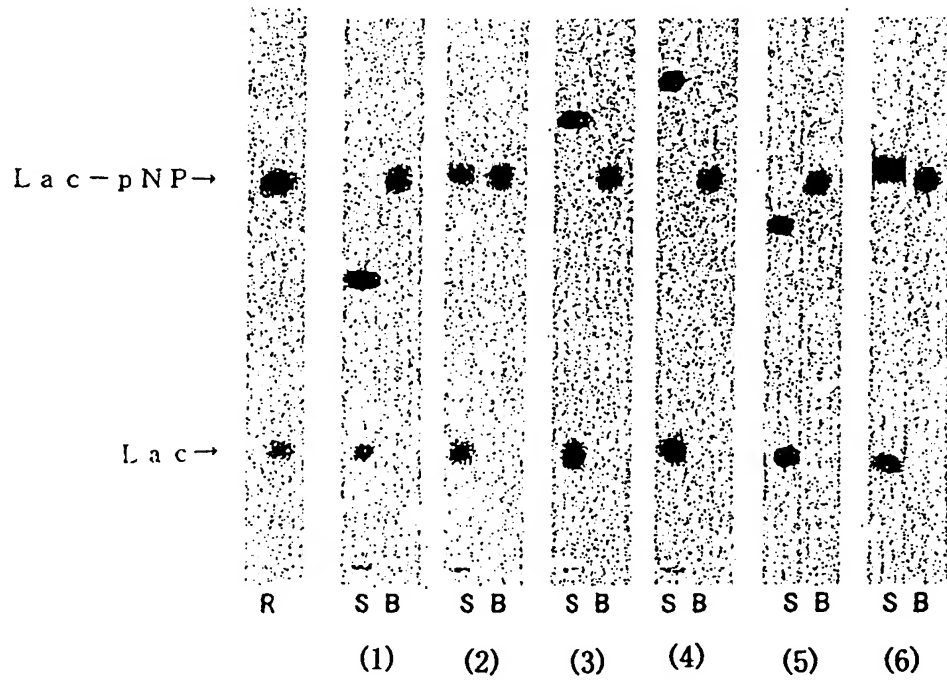 Lac-pNP→
Lac→
R S B S B S B S B S B S B
(1) (2) (3) (4) (5) (6)